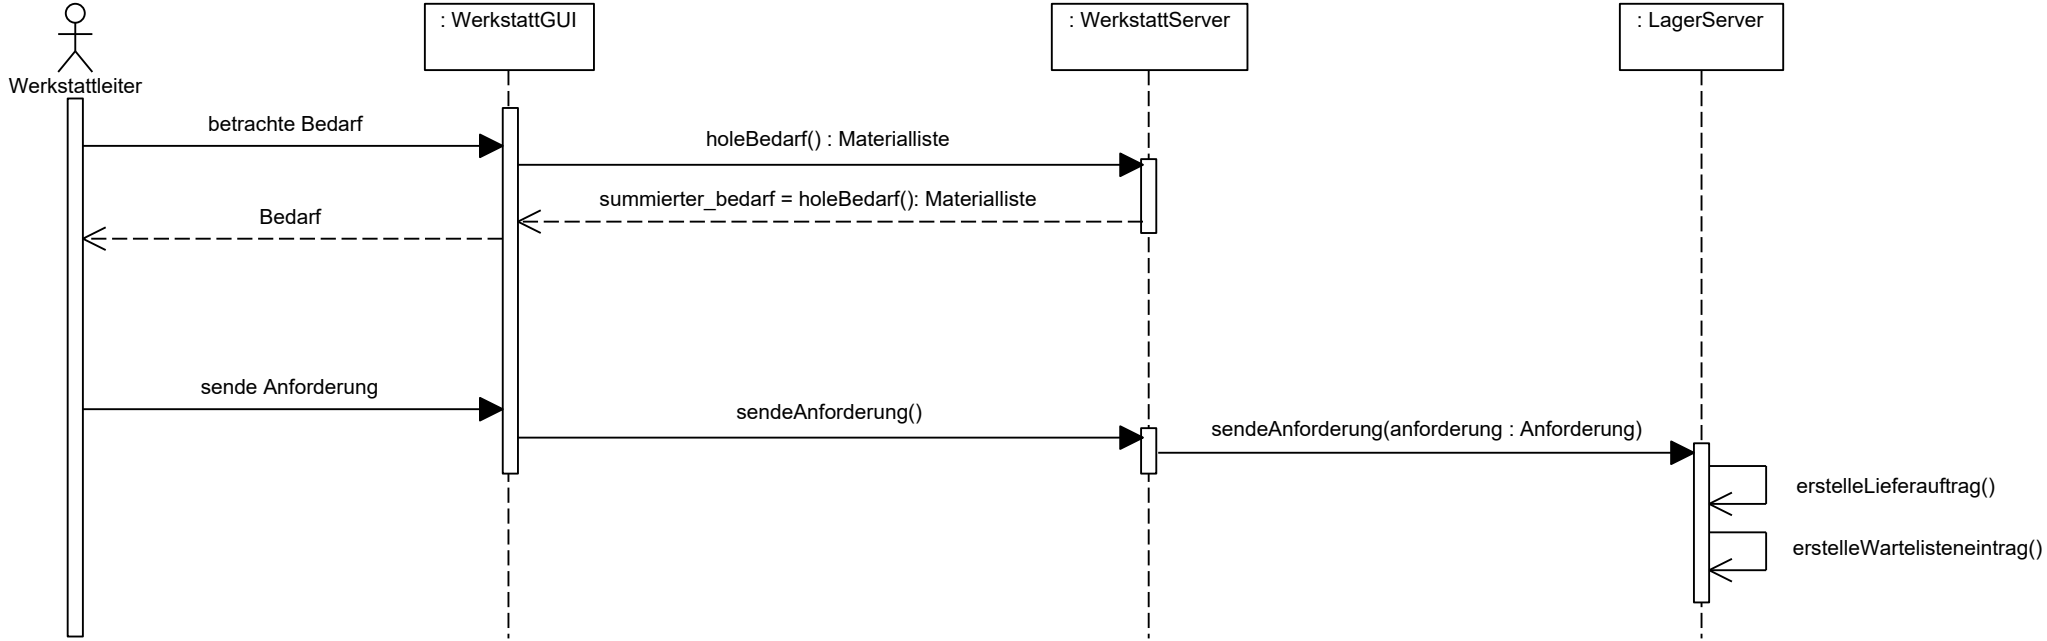 : WerkstattGUI
: WerkstattServer
: LagerServer
Werkstattleiter
betrachte Bedarf
holeBedarf() : Materialliste
summierter_bedarf = holeBedarf(): Materialliste
Bedarf
sende Anforderung
sendeAnforderung()
sendeAnforderung(anforderung : Anforderung)
erstelleLieferauftrag()
erstelleWartelisteneintrag()